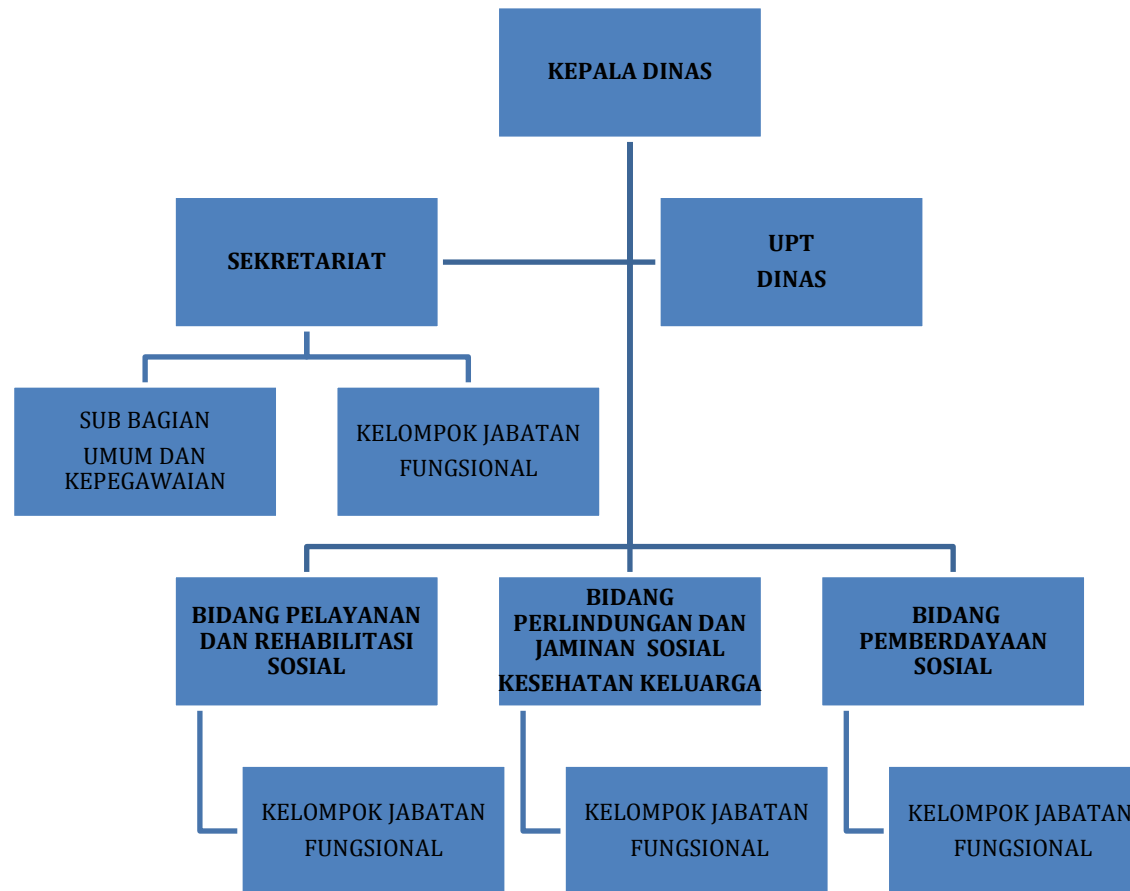 KEPALA DINAS
SEKRETARIAT
UPT
DINAS
SUB BAGIAN
UMUM DAN
KEPEGAWAIAN
KELOMPOK JABATAN
FUNGSIONAL
BIDANG PELAYANAN
DAN REHABILITASI
SOSIAL
BIDANG
PERLINDUNGAN DAN
JAMINAN SOSIAL
KESEHATAN KELUARGA
BIDANG
PEMBERDAYAAN
SOSIAL
KELOMPOK JABATAN
FUNGSIONAL
KELOMPOK JABATAN
FUNGSIONAL
KELOMPOK JABATAN
FUNGSIONAL